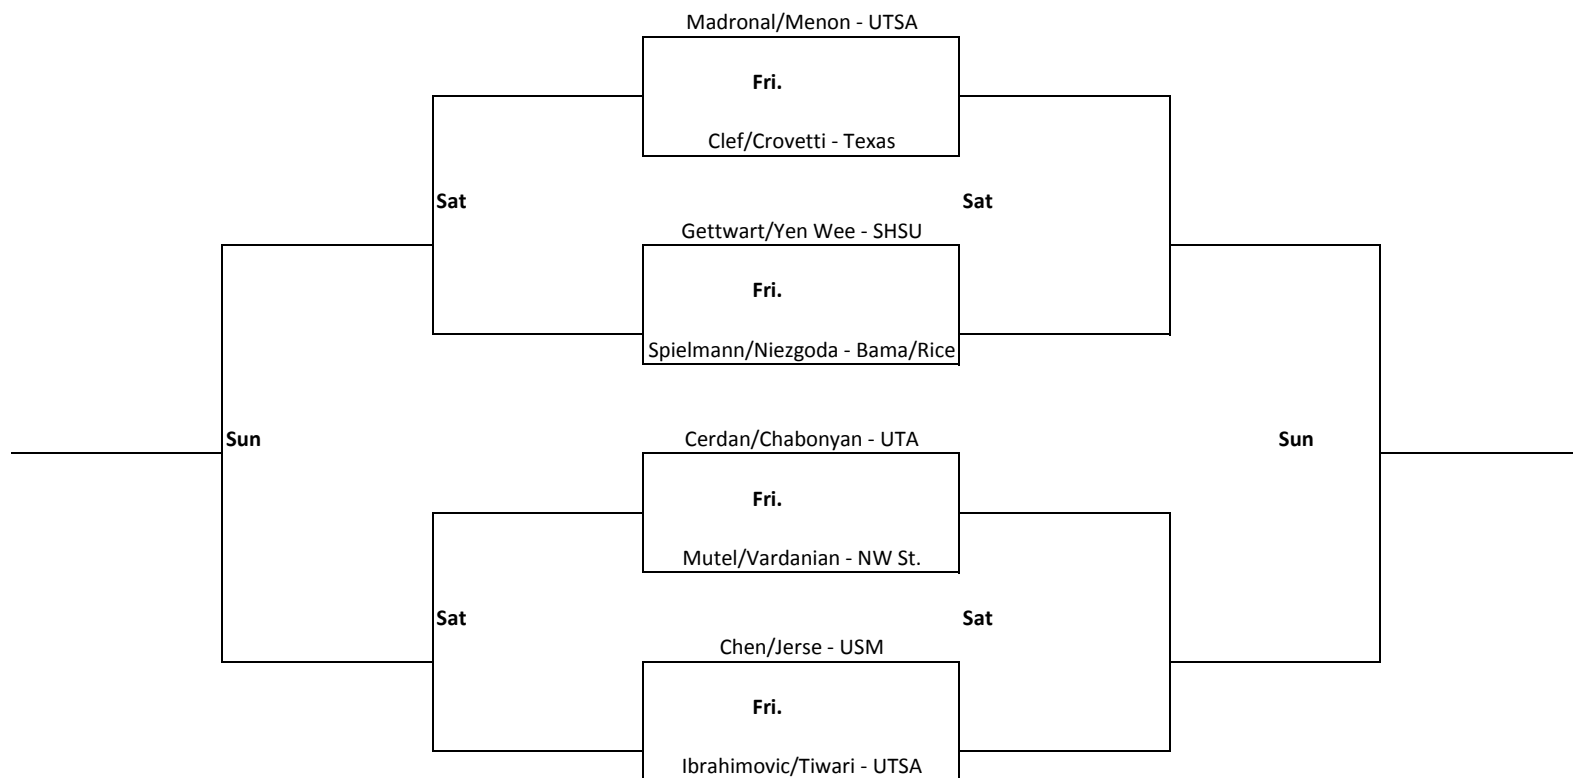 Madronal/Menon - UTSA
Fri.
Clef/Crovetti - Texas
Sat
Sat
Gettwart/Yen Wee - SHSU
Fri.
Spielmann/Niezgoda - Bama/Rice
Sun
Cerdan/Chabonyan - UTA
Sun
Fri.
Mutel/Vardanian - NW St.
Sat
Sat
Chen/Jerse - USM
Fri.
Ibrahimovic/Tiwari - UTSA